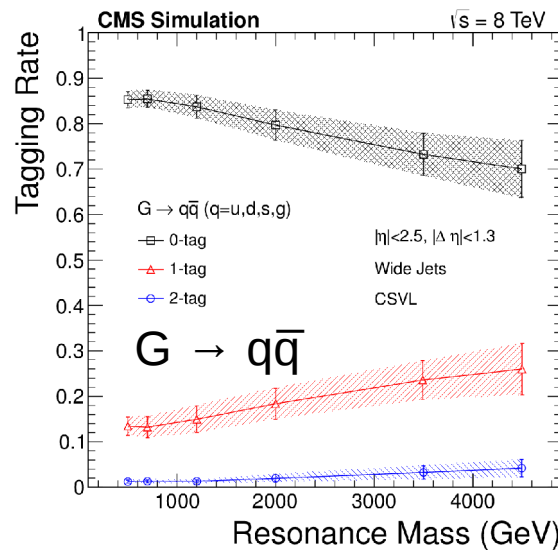 CMS Simulation √s = 8 TeV
Tagging Rate
1
0.9
0.8
0.7
0.6
0.5
0.4
0.3
0.2
0.1
0
G → qq̅ (q=u,d,s,g)
0-tag
1-tag
2-tag
|η|<2.5, |Δ η|<1.3
Wide Jets
CSVL
G → qq̅
1000 2000 3000 4000
Resonance Mass (GeV)